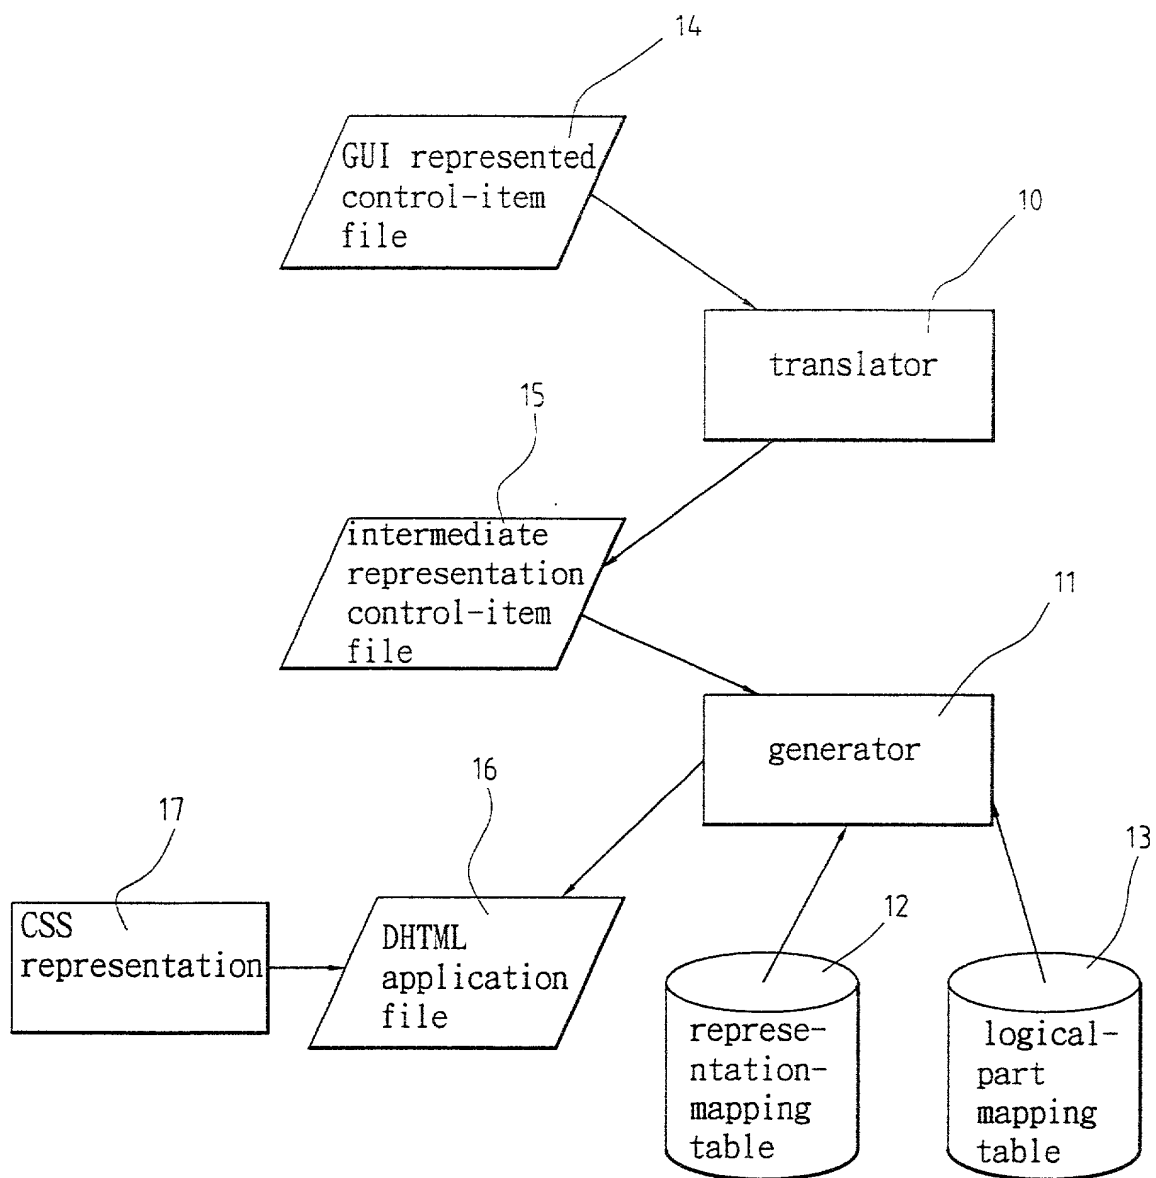 14
GUI represented
control-item
file
10
translator
15
intermediate
representation
control-item
file
11
generator
16
17
CSS
representation
DHTML
application
file
12
represe-
ntation-
mapping
table
13
logical-
part
mapping
table